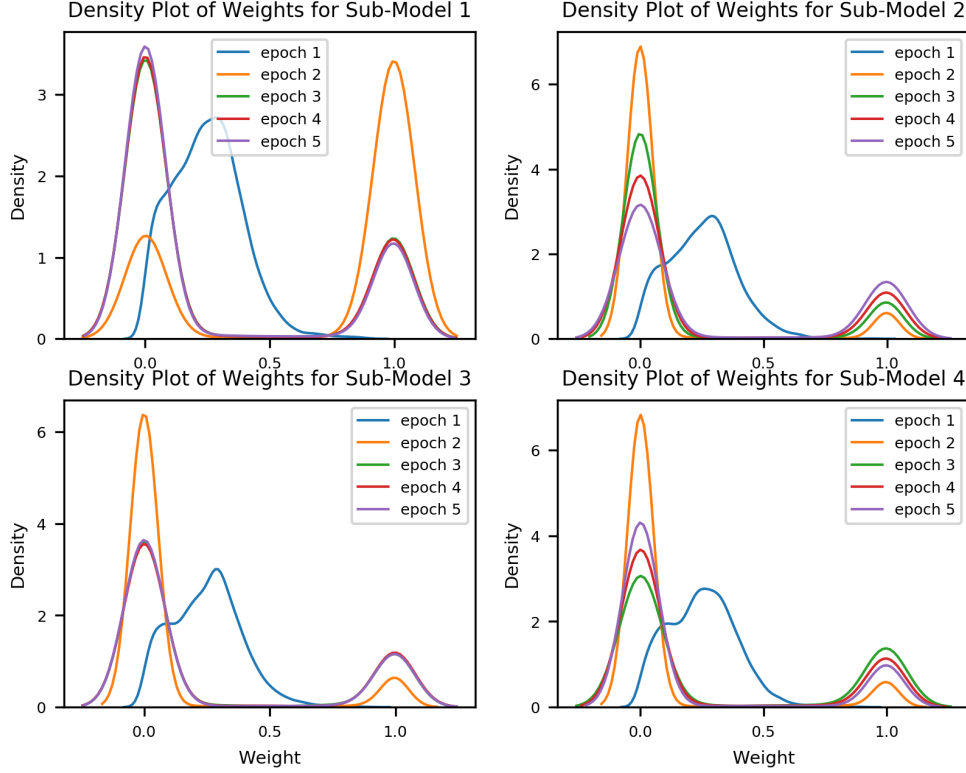 Density Plot of Weights for Sub-Model 1
Density
3
2
1
0
0.0 0.5 1.0
epoch 1
epoch 2
epoch 3
epoch 4
epoch 5
Density Plot of Weights for Sub-Model 2
Density
6
4
2
0
0.0 0.5 1.0
epoch 1
epoch 2
epoch 3
epoch 4
epoch 5
Density Plot of Weights for Sub-Model 3
Density
6
4
2
0
0.0 0.5 1.0
Weight
epoch 1
epoch 2
epoch 3
epoch 4
epoch 5
Density Plot of Weights for Sub-Model 4
Density
6
4
2
0
0.0 0.5 1.0
Weight
epoch 1
epoch 2
epoch 3
epoch 4
epoch 5